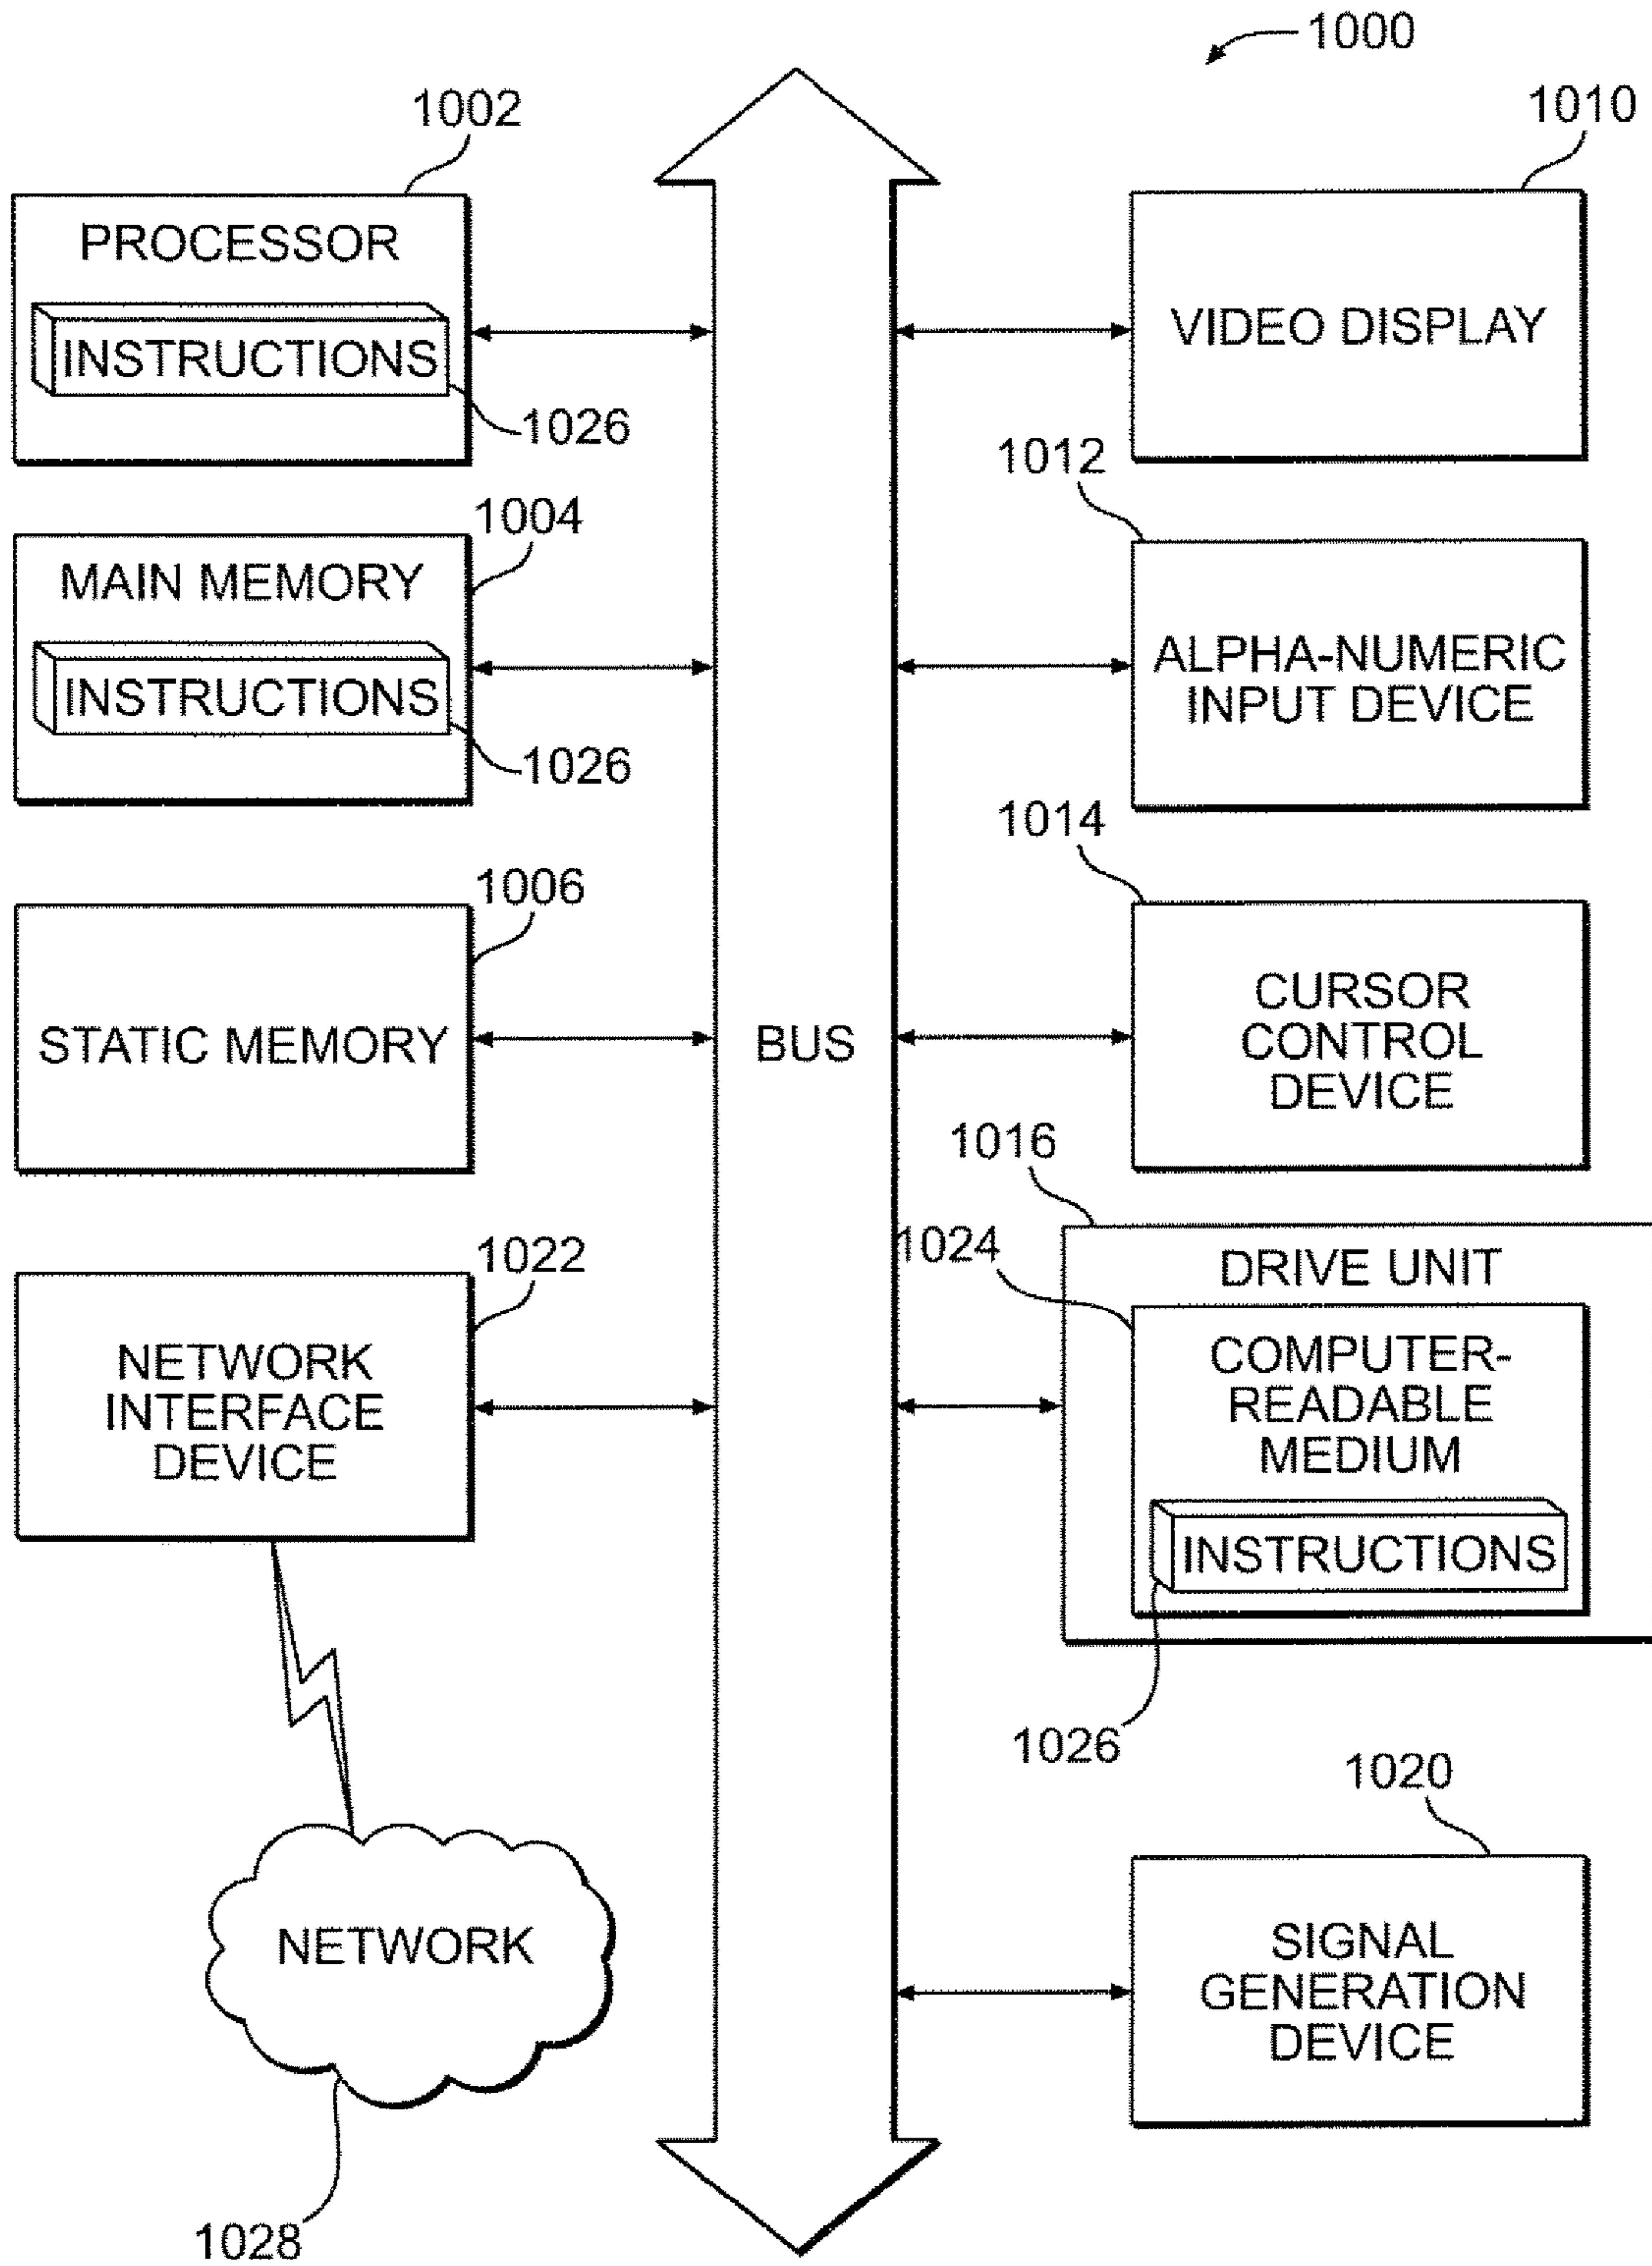 1000
1002
PROCESSOR
INSTRUCTIONS
1026
1004
MAIN MEMORY
INSTRUCTIONS
1026
1006
STATIC MEMORY
1022
NETWORK
INTERFACE
DEVICE
NETWORK
1028
BUS
1010
VIDEO DISPLAY
1012
ALPHA-NUMERIC
INPUT DEVICE
1014
CURSOR
CONTROL
DEVICE
1016
DRIVE UNIT
1024
COMPUTER-
READABLE
MEDIUM
INSTRUCTIONS
1026
1020
SIGNAL
GENERATION
DEVICE